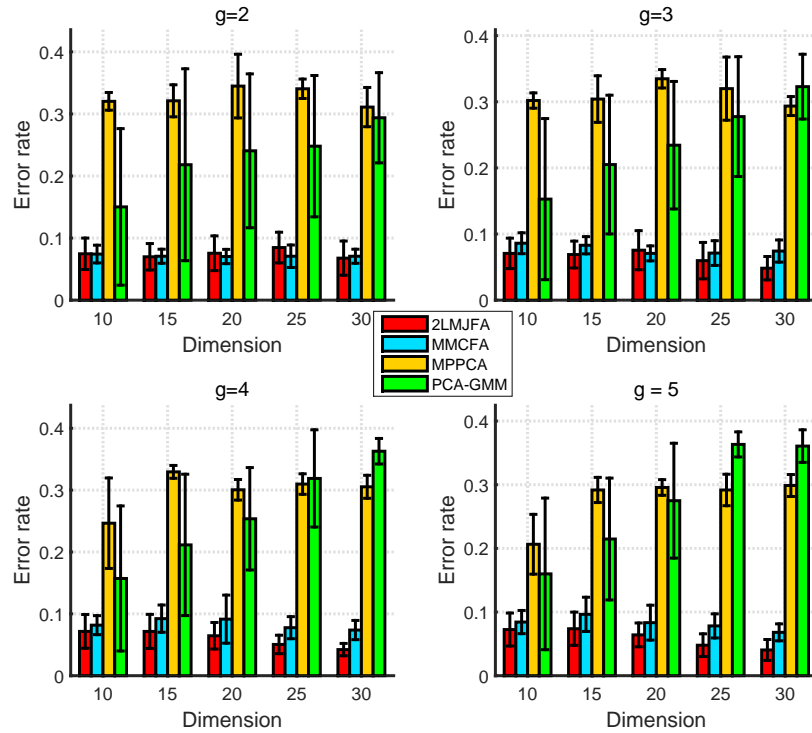 g=2
0.4
0.3
0.2
0.1
0
Error rate
10 15 20 25 30
Dimension
g=3
0.4
0.3
0.2
0.1
0
Error rate
10 15 20 25 30
Dimension
2LMJFA
MMCFA
MPPCA
PCA-GMM
g=4
0.4
0.3
0.2
0.1
0
Error rate
10 15 20 25 30
Dimension
g = 5
0.4
0.3
0.2
0.1
0
Error rate
10 15 20 25 30
Dimension